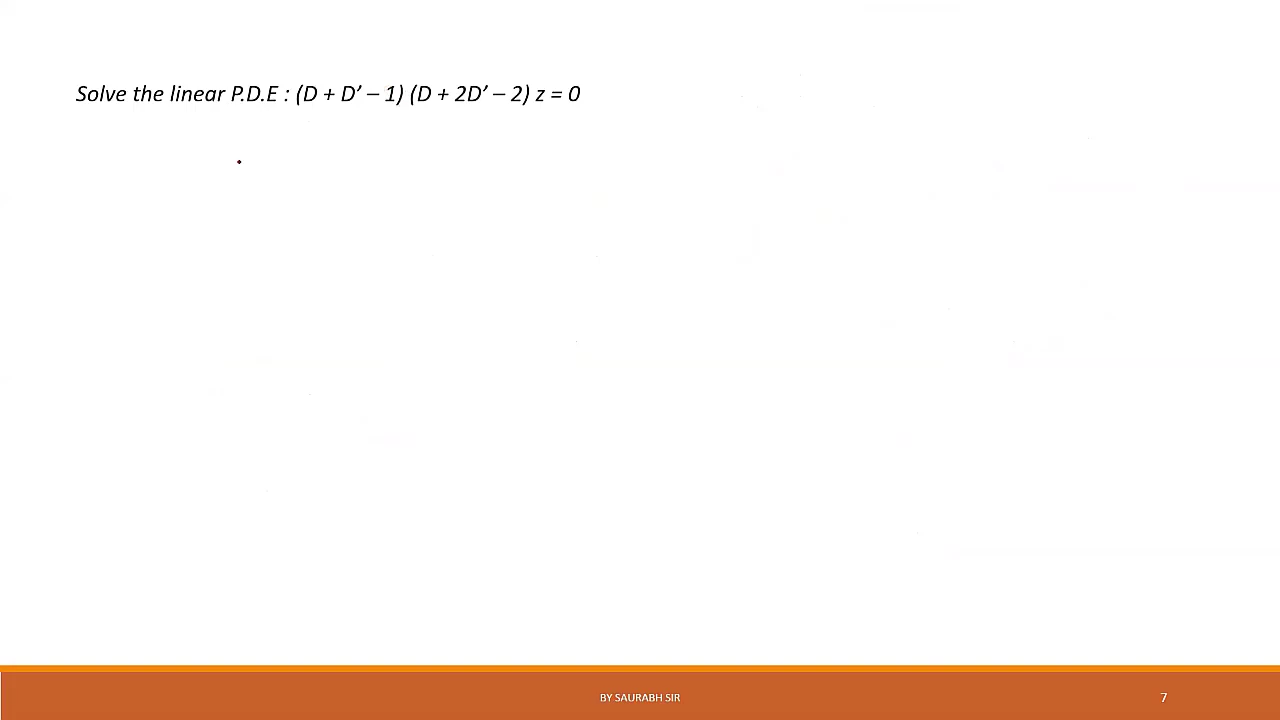 Solve the linear P.D.E : (D + D’ – 1) (D + 2D’ – 2) z = 0
BY SAURABH SIR
7